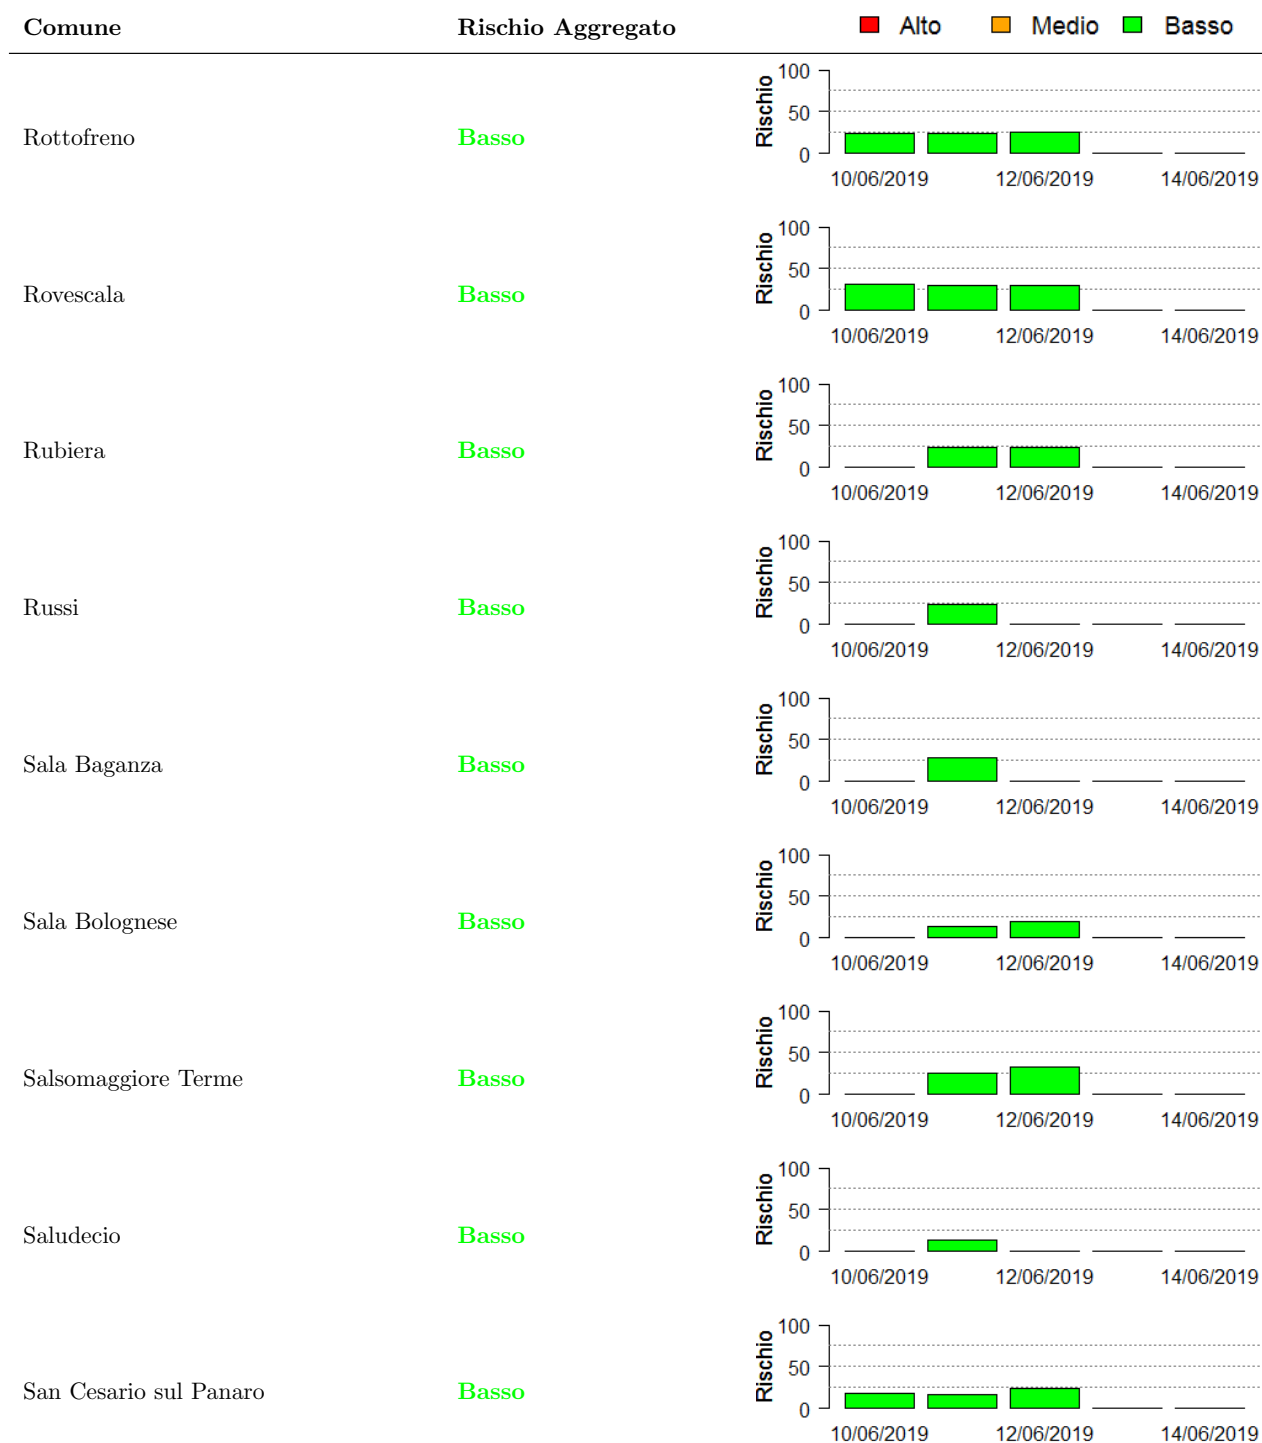 Comune Rischio Aggregato Alto Medio Basso
100
50
0
Rischio
Rottofreno Basso
10/06/2019 12/06/2019 14/06/2019
100
50
0
Rischio
Rovescala Basso
10/06/2019 12/06/2019 14/06/2019
100
50
0
Rischio
Rubiera Basso
10/06/2019 12/06/2019 14/06/2019
100
50
0
Rischio
Russi Basso
10/06/2019 12/06/2019 14/06/2019
100
50
0
Rischio
Sala Baganza Basso
10/06/2019 12/06/2019 14/06/2019
100
50
0
Rischio
Sala Bolognese Basso
10/06/2019 12/06/2019 14/06/2019
100
50
0
Rischio
Salsomaggiore Terme Basso
10/06/2019 12/06/2019 14/06/2019
100
50
0
Rischio
Saludecio Basso
10/06/2019 12/06/2019 14/06/2019
100
50
0
Rischio
San Cesario sul Panaro Basso
10/06/2019 12/06/2019 14/06/2019